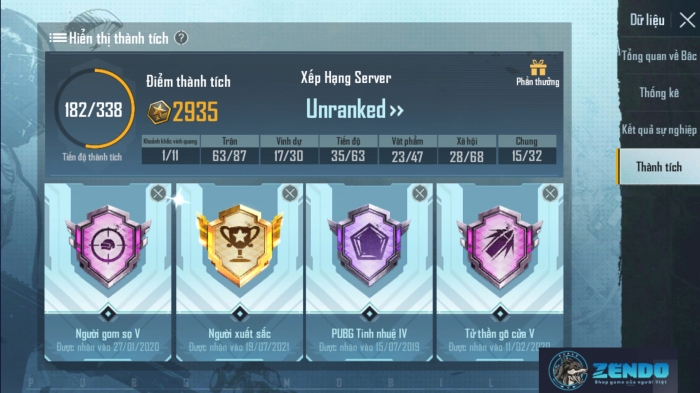 Hiển thị thành tích ?
Dữ liệu
182/338
Tiến độ thành tích
Điểm thành tích
2935
Xếp Hạng Server
Unranked >>
Phần thưởng
Khoảnh khắc vinh quang Trận Vinh dự Tiến độ Vật phẩm Xã hội Chung
1/11 63/87 17/30 35/63 23/47 28/68 15/32
Tổng quan về Bậc
Thống kê
Kết quả sự nghiệp
Thành tích
Người gom sọ V
Được nhận vào 27/01/2020
Người xuất sắc
Được nhận vào 19/07/2021
PUBG Tinh nhuệ IV
Được nhận vào 15/07/2019
Tử thần gõ cửa V
Được nhận vào 11/02/2020
ZENDO
Shop game của người Việt